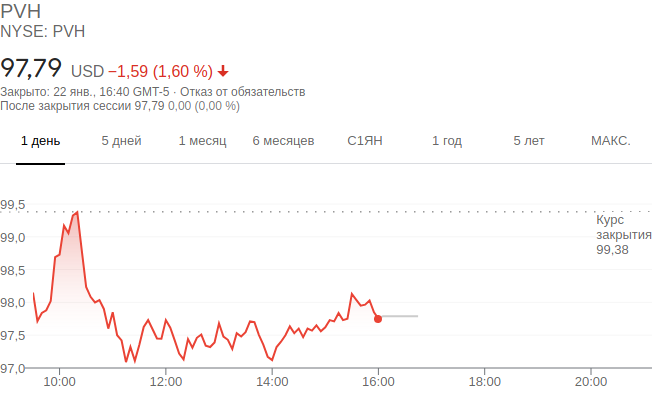 PVH
NYSE: PVH
97,79 USD −1,59 (1,60 %)
Закрыто: 22 янв., 16:40 GMT-5 · Отказ от обязательств
После закрытия сессии 97,79 0,00 (0,00 %)
1 день 5 дней 1 месяц 6 месяцев С1ЯН 1 год 5 лет МАКС.
99,5
Курс
закрытия
99,38
99,0
98,5
98,0
97,5
97,0
10:00 12:00 14:00 16:00 18:00 20:00